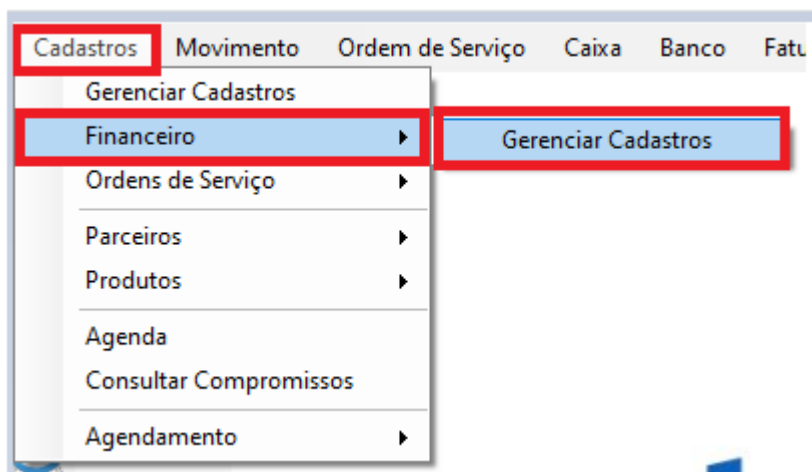 Cadastros Movimento Ordem de Serviço Caixa Banco Fatu
Gerenciar Cadastros
Financeiro Gerenciar Cadastros
Ordens de Serviço
Parceiros
Produtos
Agenda
Consultar Compromissos
Agendamento